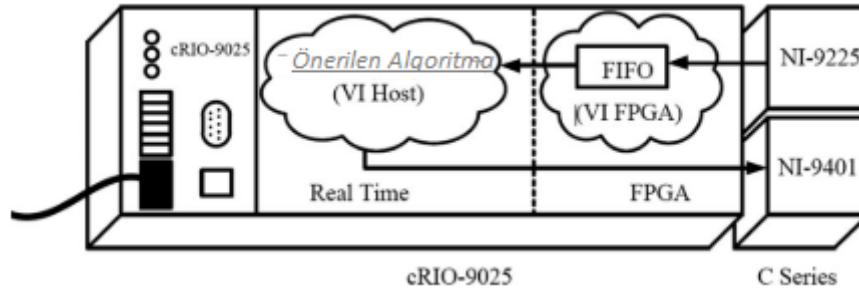 cRIO-9025
Önerilen Algoritma
(VI Host)
FIFO
(VI FPGA)
NI-9225
NI-9401
Real Time
FPGA
cRIO-9025
C Series